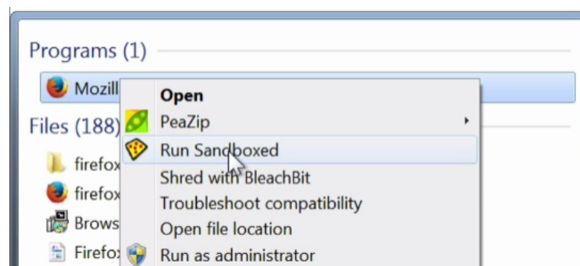 Programs (1)
Mozill
Open
PeaZip
Files (188)
Run Sandboxed
firefox
Shred with BleachBit
firefox
Troubleshoot compatibility
Brows
Open file location
Firefo
Run as administrator